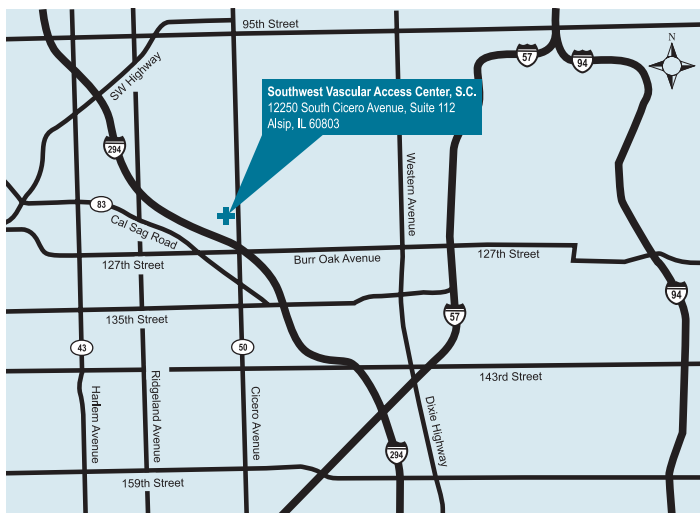 95th Street
N
57
94
SW Highway
Southwest Vascular Access Center, S.C.
12250 South Cicero Avenue, Suite 112
Alsip, IL 60803
294
Western Avenue
83
Cal Sag Road
127th Street
Burr Oak Avenue
127th Street
94
135th Street
57
43
50
143rd Street
Harlem Avenue
Ridgeland Avenue
Cicero Avenue
Dixie Highway
294
159th Street